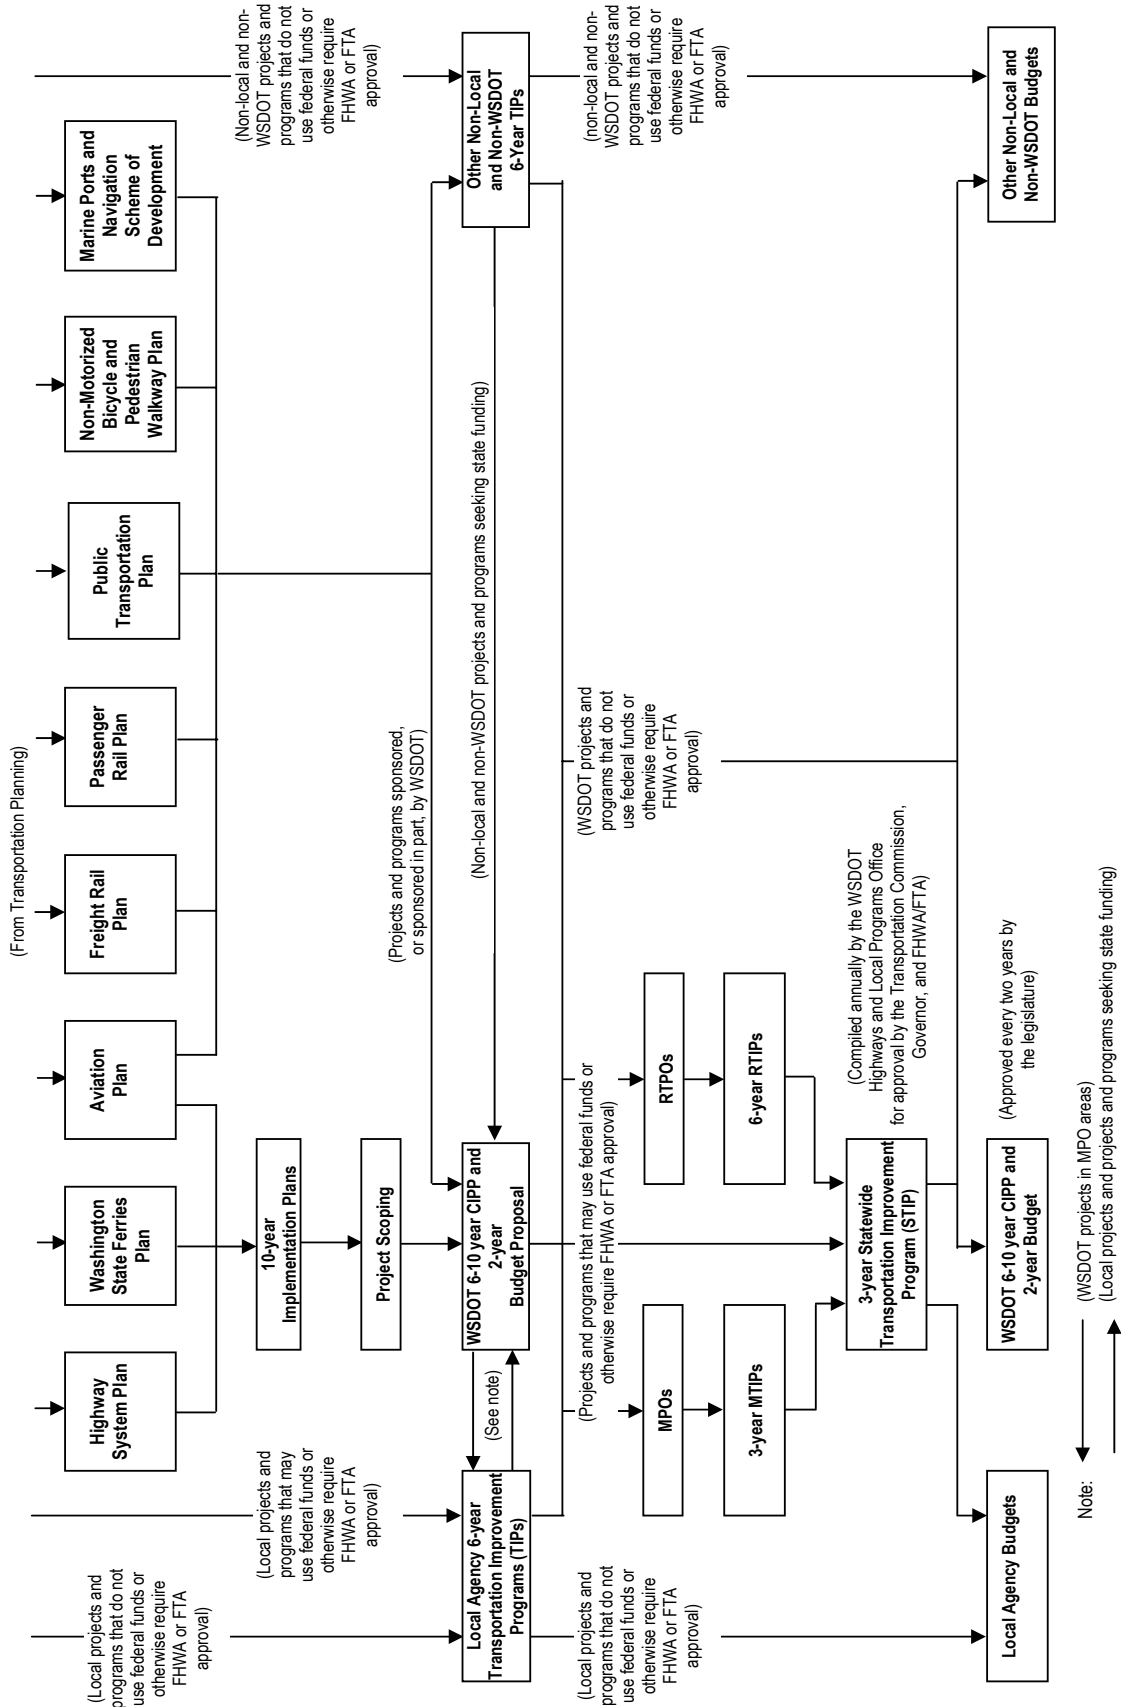 (From Transportation Planning)
(Local projects and
programs that do not
use federal funds or
otherwise require
FHWA or FTA
approval)
(Local projects and
programs that may
use federal funds or
otherwise require
FHWA or FTA
approval)
Highway
System Plan
Washington
State Ferries
Plan
Aviation
Plan
Freight Rail
Plan
Passenger
Rail Plan
Public
Transportation
Plan
Non-Motorized
Bicycle and
Pedestrian
Walkway Plan
Marine Ports and
Navigation
Scheme of
Development
(Non-local and non-
WSDOT projects and
programs that do not
use federal funds or
otherwise require
FHWA or FTA
approval)
10-year
Implementation Plans
Project Scoping
(Projects and programs sponsored,
or sponsored in part, by WSDOT)
Local Agency 6-year
Transportation Improvement
Programs (TIPs)
(See note)
WSDOT 6-10 year CIPP and
2-year
Budget Proposal
(Non-local and non-WSDOT projects and programs seeking state funding)
Other Non-Local
and Non-WSDOT
6-Year TIPs
(Local projects and
programs that do not
use federal funds or
otherwise require
FHWA or FTA
approval)
(Projects and programs that may use federal funds or
otherwise require FHWA or FTA approval)
(WSDOT projects and
programs that do not
use federal funds or
otherwise require
FHWA or FTA
approval)
(non-local and non-
WSDOT projects and
programs that do not
use federal funds or
otherwise require
FHWA or FTA
approval)
MPOs
RTPOs
3-year MTIPs
6-year RTIPs
3-year Statewide
Transportation Improvement
Program (STIP)
(Compiled annually by the WSDOT
Highways and Local Programs Office
for approval by the Transportation Commission,
Governor, and FHWA/FTA)
Local Agency Budgets
WSDOT 6-10 year CIPP and
2-year Budget
(Approved every two years by
the legislature)
Other Non-Local and
Non-WSDOT Budgets
Note:
(WSDOT projects in MPO areas)
(Local projects and projects seeking state funding)